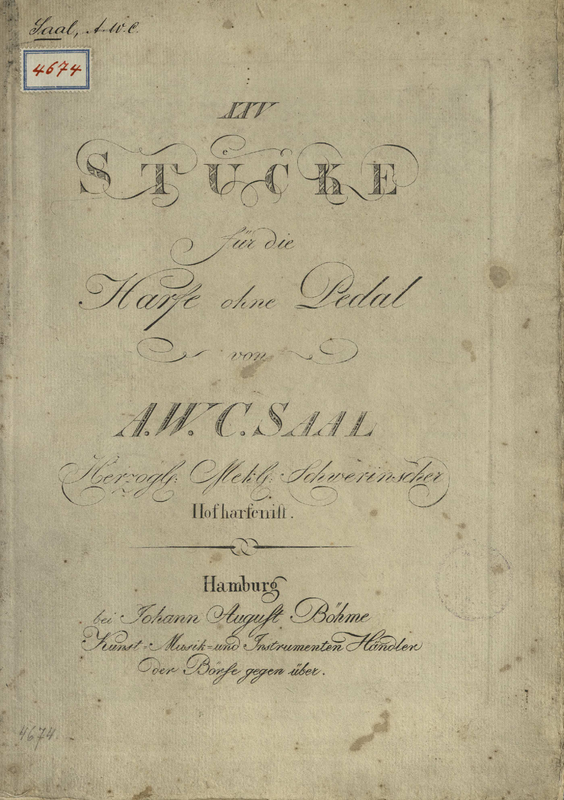 Saal, A. W. C.
4674
XIV
STÜCKE
für die
Harfe ohne Pedal
von
A. W. C. SAAL
Herzogl: Mekl: Schwerinscher
Hofharfenist.
Hamburg
bei Johann August Böhme
Kunst- Musik- und Instrumenten Händler
der Börse gegen über.
4674.